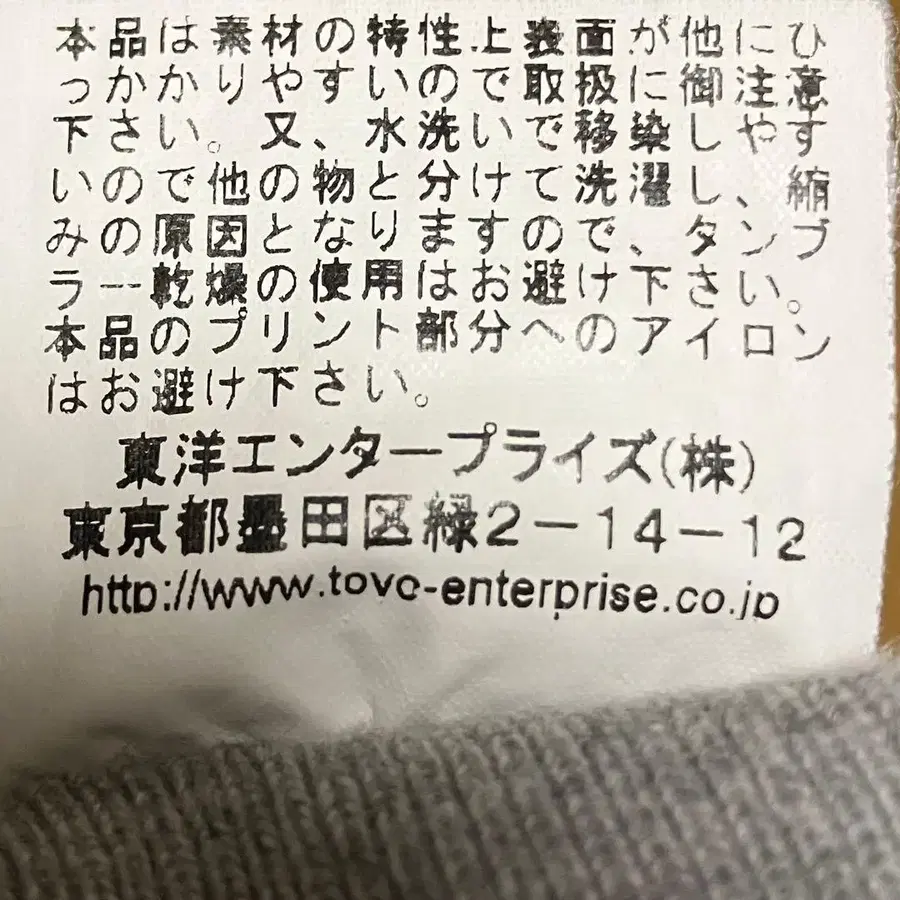 本品は素材の特性上表面が他にひ
っかかりやすいので取扱に御注意
下さい。又、水洗いで移染しやす
いので他の物と分けて洗濯し、縮
みの原因となりますので、タンブ
ラー乾燥の使用はお避け下さい。
本品のプリント部分へのアイロン
はお避け下さい。
東洋エンタープライズ(株)
東京都墨田区緑2-14-12
http://www.toyo-enterprise.co.jp